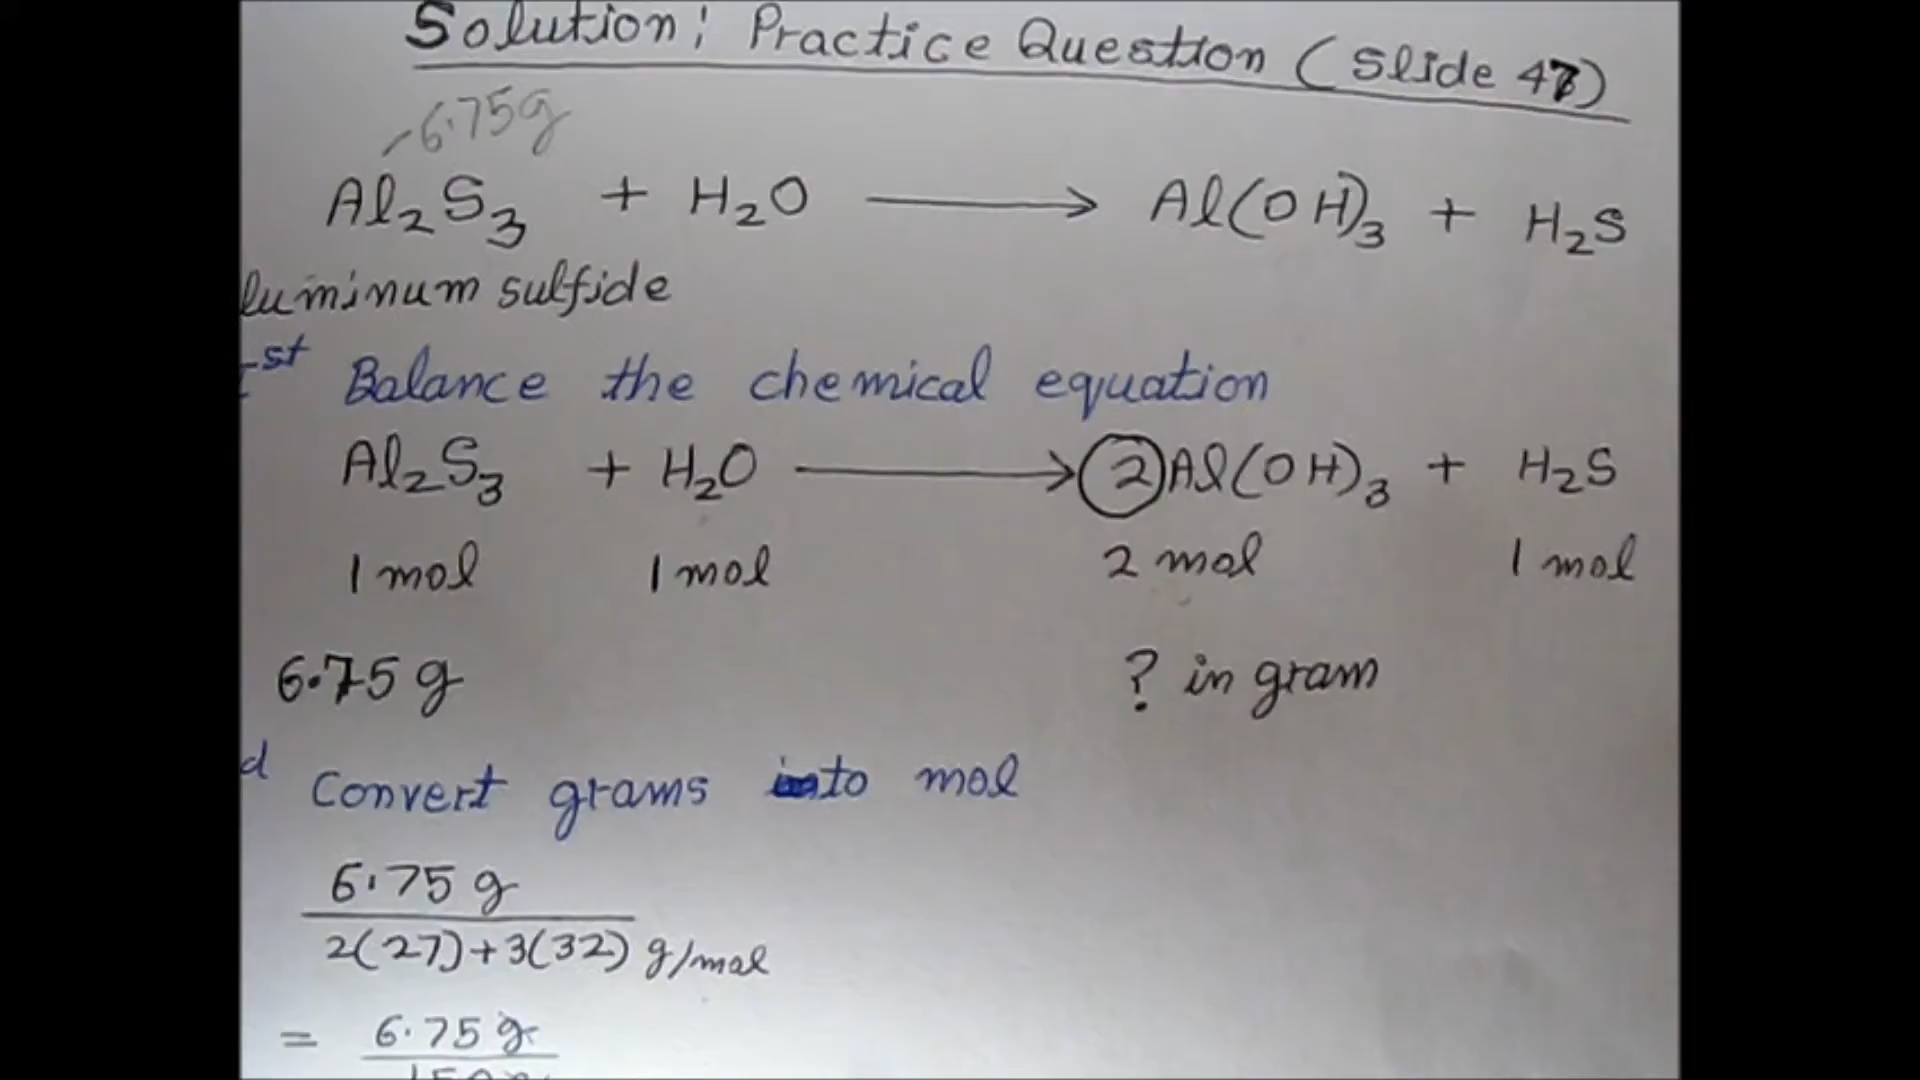 Solution: Practice Question (Slide 47)
6.75g
Al2S3 + H2O → Al(OH)3 + H2S
luminum sulfide
st Balance the chemical equation
Al2S3 + H2O → 2Al(OH)3 + H2S
1 mol 1 mol 2 mol 1 mol
6.75 g ? in gram
d Convert grams into mol
6.75 g
2(27)+3(32) g/mol
= 6.75 g